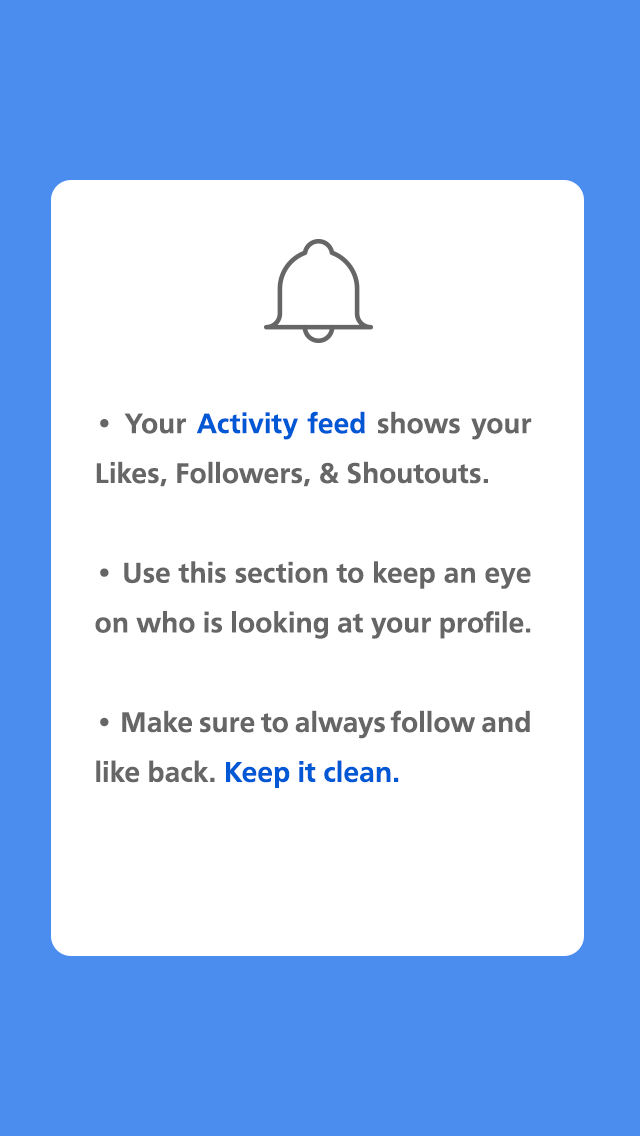 • Your Activity feed shows your
Likes, Followers, & Shoutouts.
• Use this section to keep an eye
on who is looking at your profile.
• Make sure to always follow and
like back. Keep it clean.